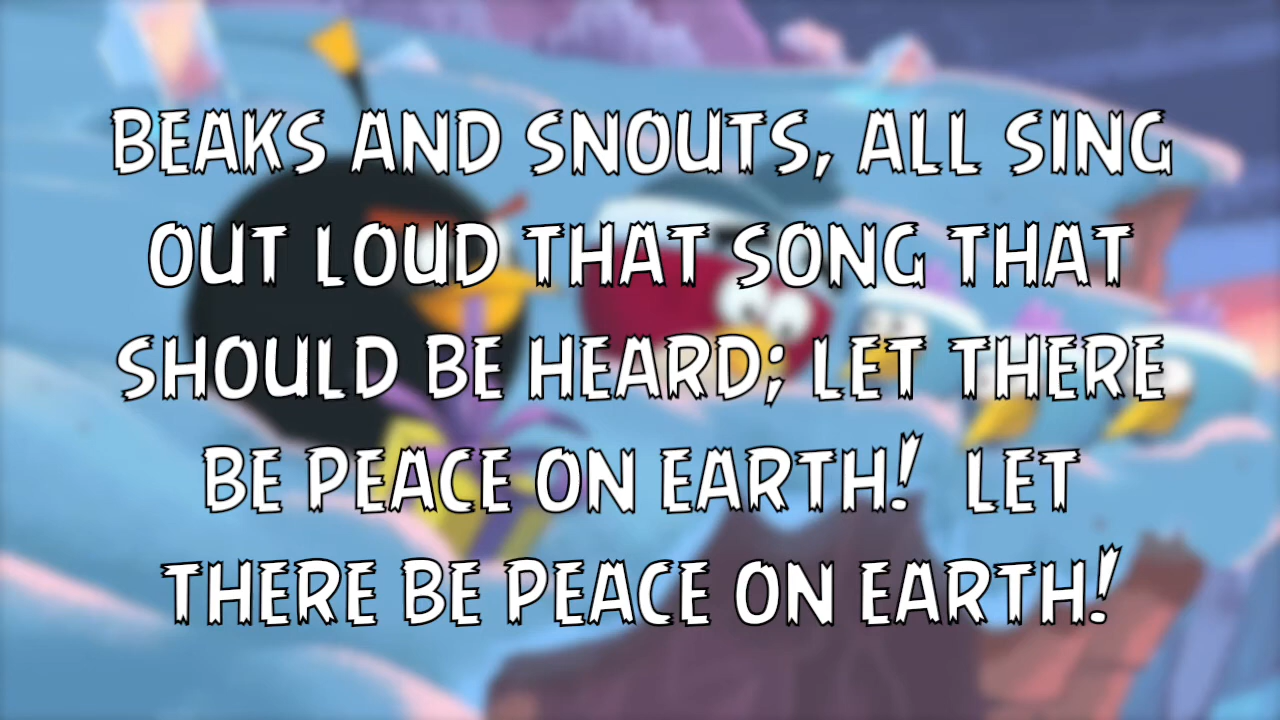 BEAKS AND SNOUTS, ALL SING
OUT LOUD THAT SONG THAT
SHOULD BE HEARD; LET THERE
BE PEACE ON EARTH! LET
THERE BE PEACE ON EARTH!